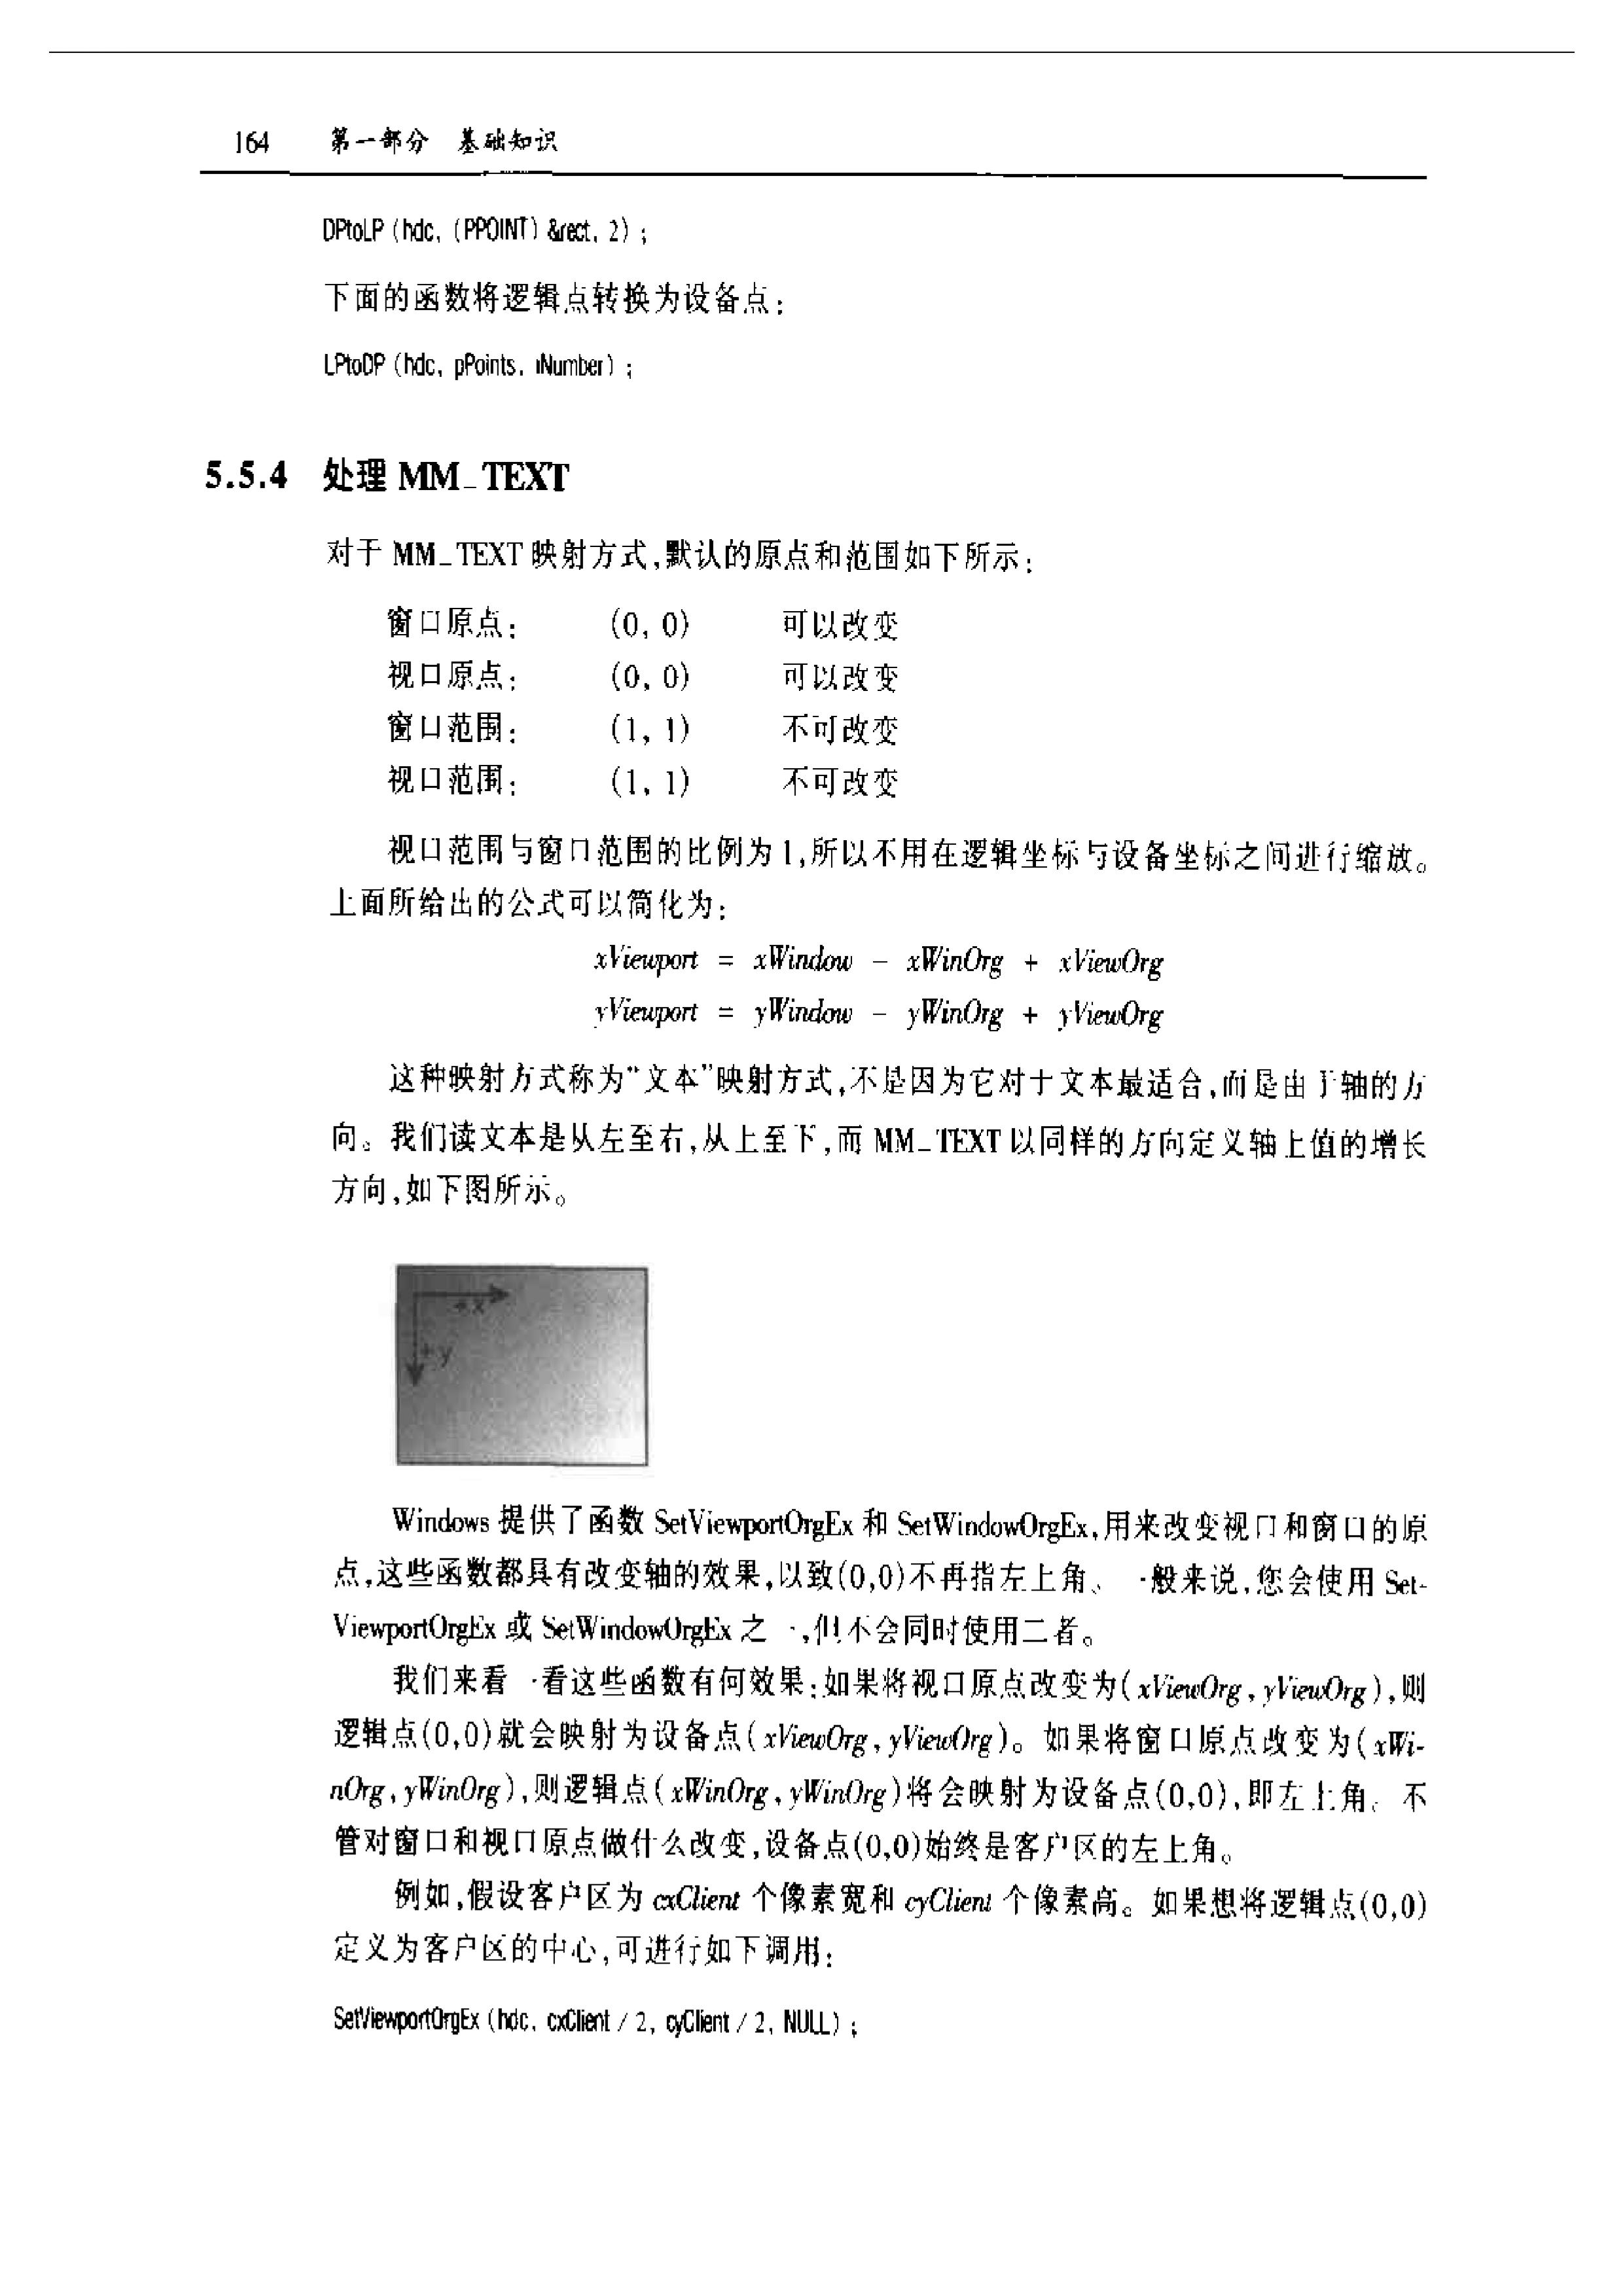 164 第一部分 基础知识
DPtoLP (hdc, (PPOINT) &rect, 2) ;
下面的函数将逻辑点转换为设备点:
LPtoDP (hdc, pPoints, iNumber) ;
5.5.4 处理 MM_TEXT
对于 MM_TEXT 映射方式,默认的原点和范围如下所示:
窗口原点: (0, 0) 可以改变
视口原点: (0, 0) 可以改变
窗口范围: (1, 1) 不可改变
视口范围: (1, 1) 不可改变
视口范围与窗口范围的比例为 1,所以不用在逻辑坐标与设备坐标之间进行缩放。
上面所给出的公式可以简化为:
xViewport = xWindow - xWinOrg + xViewOrg
yViewport = yWindow - yWinOrg + yViewOrg
这种映射方式称为“文本”映射方式,不是因为它对于文本最适合,而是由于轴的方
向。我们读文本是从左至右,从上至下,而 MM_TEXT 以同样的方向定义轴上值的增长
方向,如下图所示。
+x
+y
Windows 提供了函数 SetViewportOrgEx 和 SetWindowOrgEx,用来改变视口和窗口的原
点,这些函数都具有改变轴的效果,以致(0,0)不再指左上角。一般来说,您会使用 Set-
ViewportOrgEx 或 SetWindowOrgEx 之一,但不会同时使用二者。
我们来看一看这些函数有何效果:如果将视口原点改变为(xViewOrg,yViewOrg),则
逻辑点(0,0)就会映射为设备点(xViewOrg,yViewOrg)。如果将窗口原点改变为(xWi-
nOrg,yWinOrg),则逻辑点(xWinOrg,yWinOrg)将会映射为设备点(0,0),即左上角。不
管对窗口和视口原点做什么改变,设备点(0,0)始终是客户区的左上角。
例如,假设客户区为 cxClient 个像素宽和 cyClient 个像素高。如果想将逻辑点(0,0)
定义为客户区的中心,可进行如下调用:
SetViewportOrgEx (hdc, cxClient / 2, cyClient / 2, NULL) ;